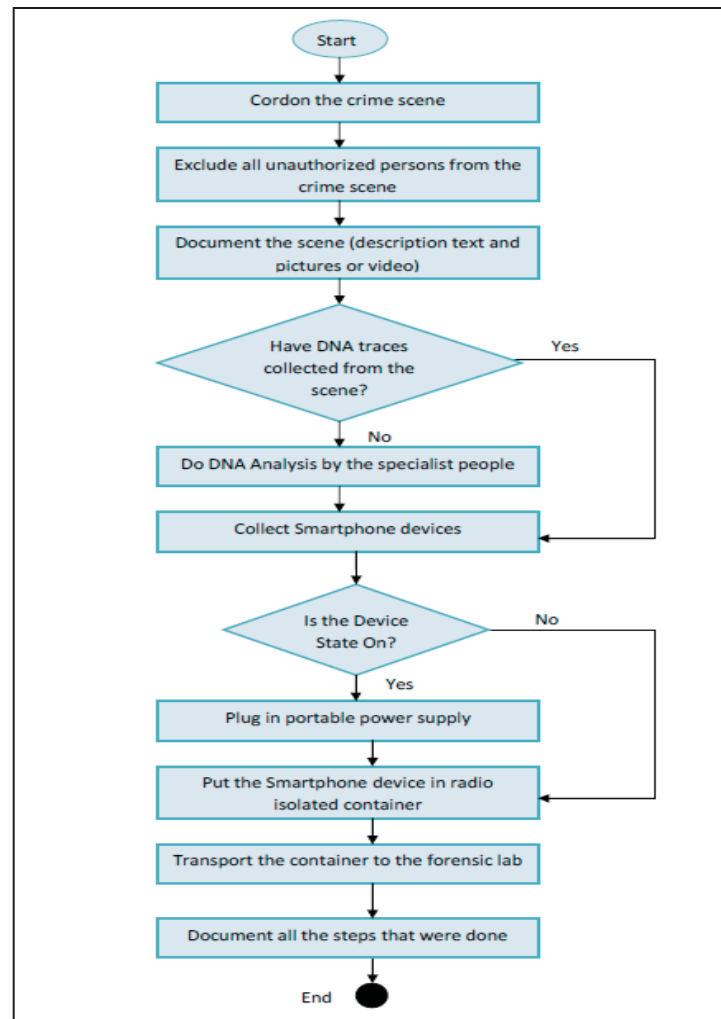 Start
Cordon the crime scene
Exclude all unauthorized persons from the
crime scene
Document the scene (description text and
pictures or video)
Have DNA traces
collected from the
scene?
Yes
No
Do DNA Analysis by the specialist people
Collect Smartphone devices
Is the Device
State On?
No
Yes
Plug in portable power supply
Put the Smartphone device in radio
isolated container
Transport the container to the forensic lab
Document all the steps that were done
End